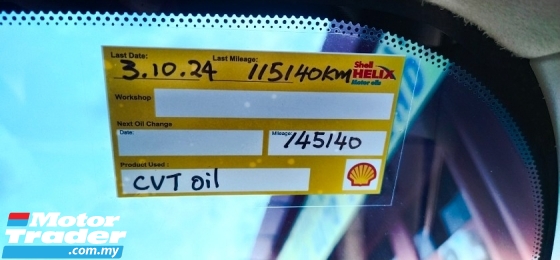 Last Date: Last Mileage:
3.10.24 115140KM
Shell
HELIX
Motor oils
Workshop
Next Oil Change
Date: Mileage:
145140
Product Used :
CVT Oil
Motor
Trader
.com.my